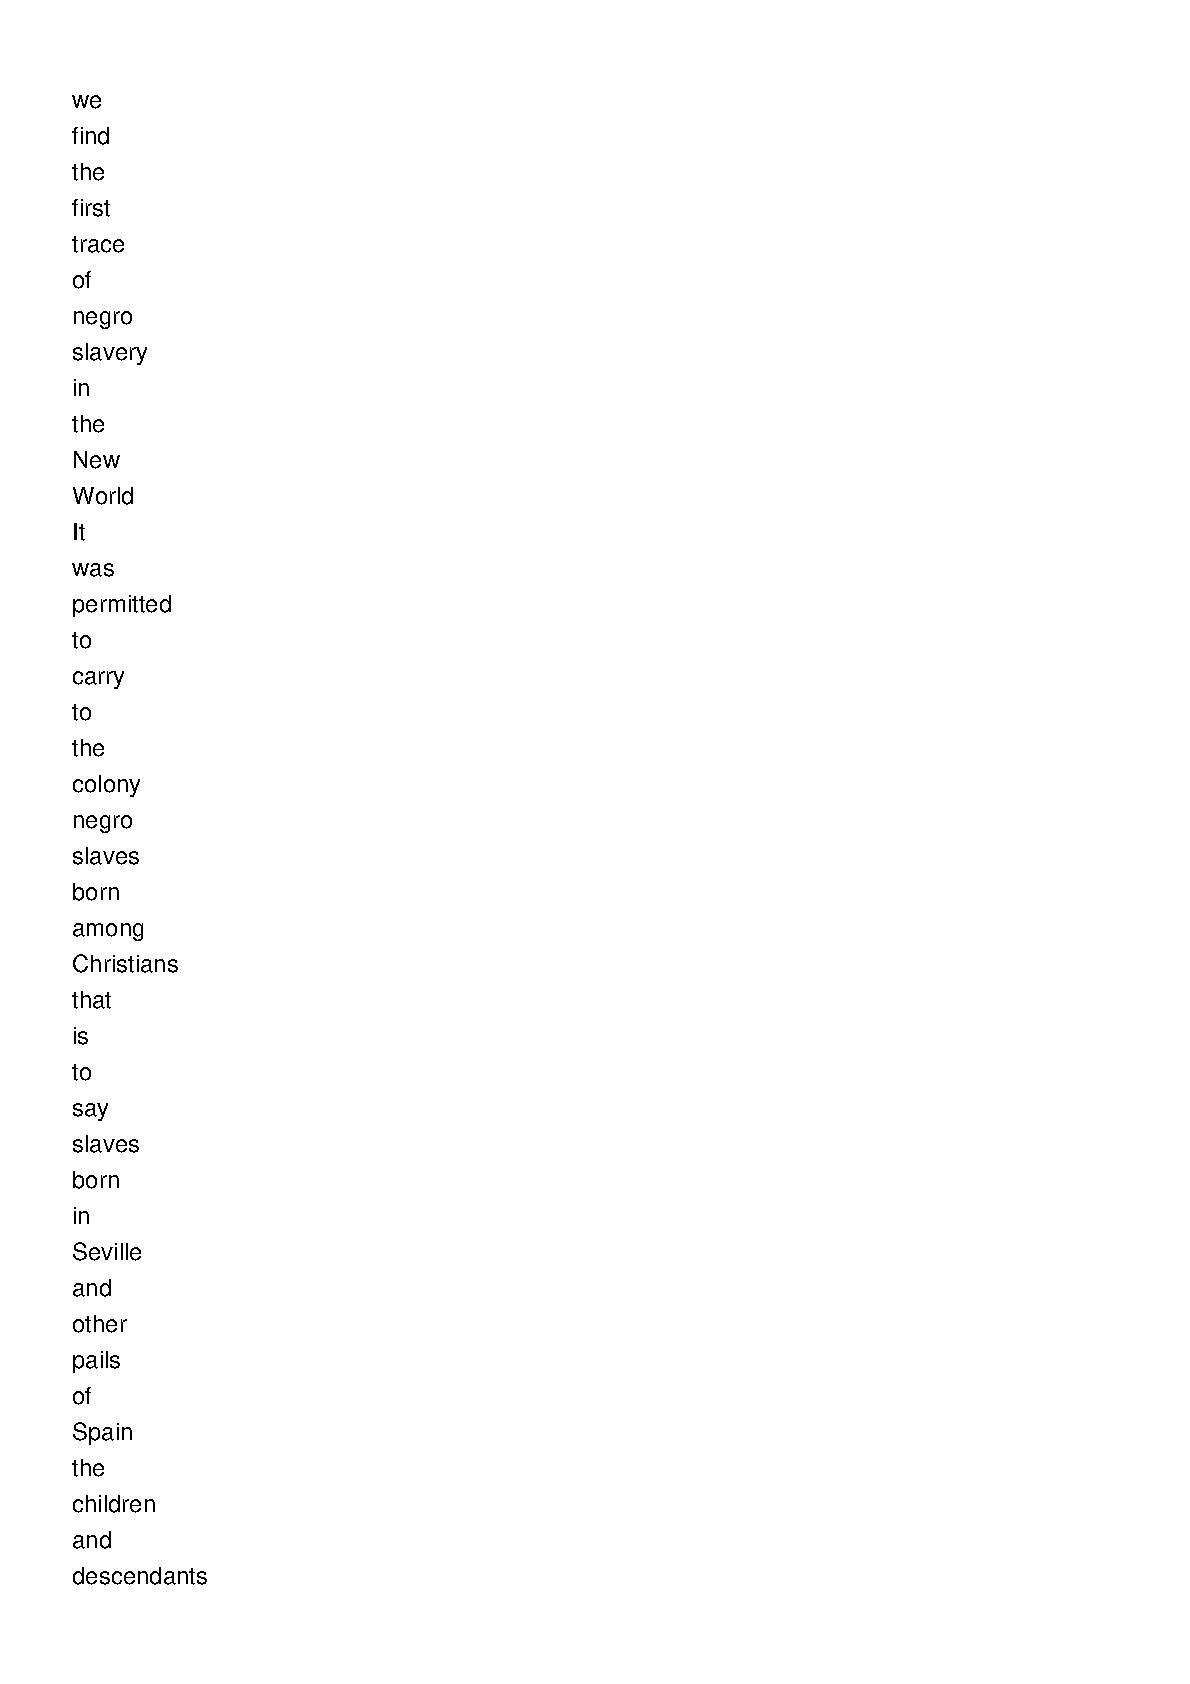 we
find
the
first
trace
of
negro
slavery
in
the
New
World
It
was
permitted
to
carry
to
the
colony
negro
slaves
born
among
Christians
that
is
to
say
slaves
born
in
Seville
and
other
pails
of
Spain
the
children
and
descendants